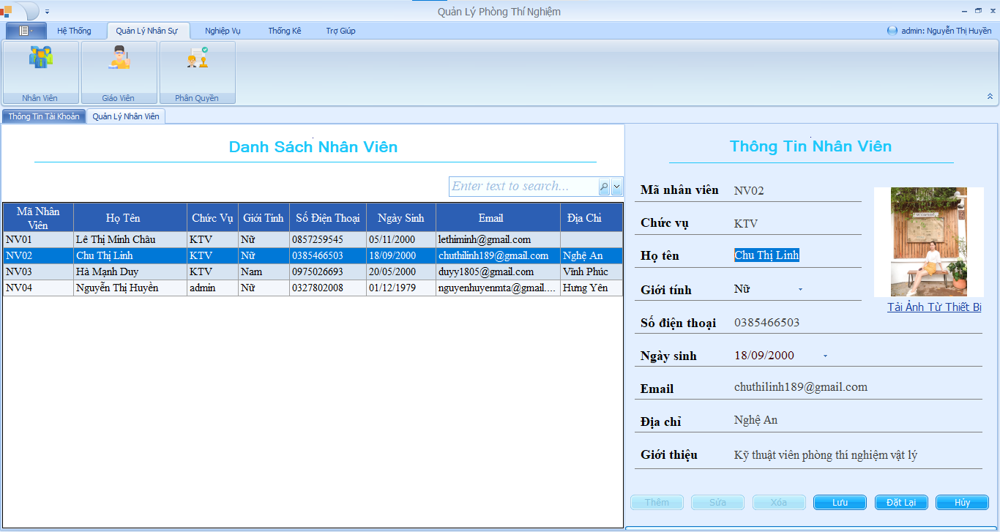 Quản Lý Phòng Thí Nghiệm
Hệ Thống Quản Lý Nhân Sự Nghiệp Vụ Thống Kê Trợ Giúp admin: Nguyễn Thị Huyền
Nhân Viên Giáo Viên Phân Quyền
Thông Tin Tài Khoản Quản Lý Nhân Viên
Danh Sách Nhân Viên
Enter text to search...
Mã Nhân Viên Họ Tên Chức Vụ Giới Tính Số Điện Thoại Ngày Sinh Email Địa Chỉ
NV01 Lê Thị Minh Châu KTV Nữ 0857259545 05/11/2000 lethiminh@gmail.com
NV02 Chu Thị Linh KTV Nữ 0385466503 18/09/2000 chuthilinh189@gmail.com Nghệ An
NV03 Hà Mạnh Duy KTV Nam 0975026693 20/05/2000 duyy1805@gmail.com Vĩnh Phúc
NV04 Nguyễn Thị Huyền admin Nữ 0327802008 01/12/1979 nguyenhuyenmta@gmail.... Hưng Yên
Thông Tin Nhân Viên
Mã nhân viên NV02
Chức vụ KTV
Họ tên Chu Thị Linh
Giới tính Nữ
Tải Ảnh Từ Thiết Bị
Số điện thoại 0385466503
Ngày sinh 18/09/2000
Email chuthilinh189@gmail.com
Địa chỉ Nghệ An
Giới thiệu Kỹ thuật viên phòng thí nghiệm vật lý
Thêm Sửa Xóa Lưu Đặt Lại Hủy